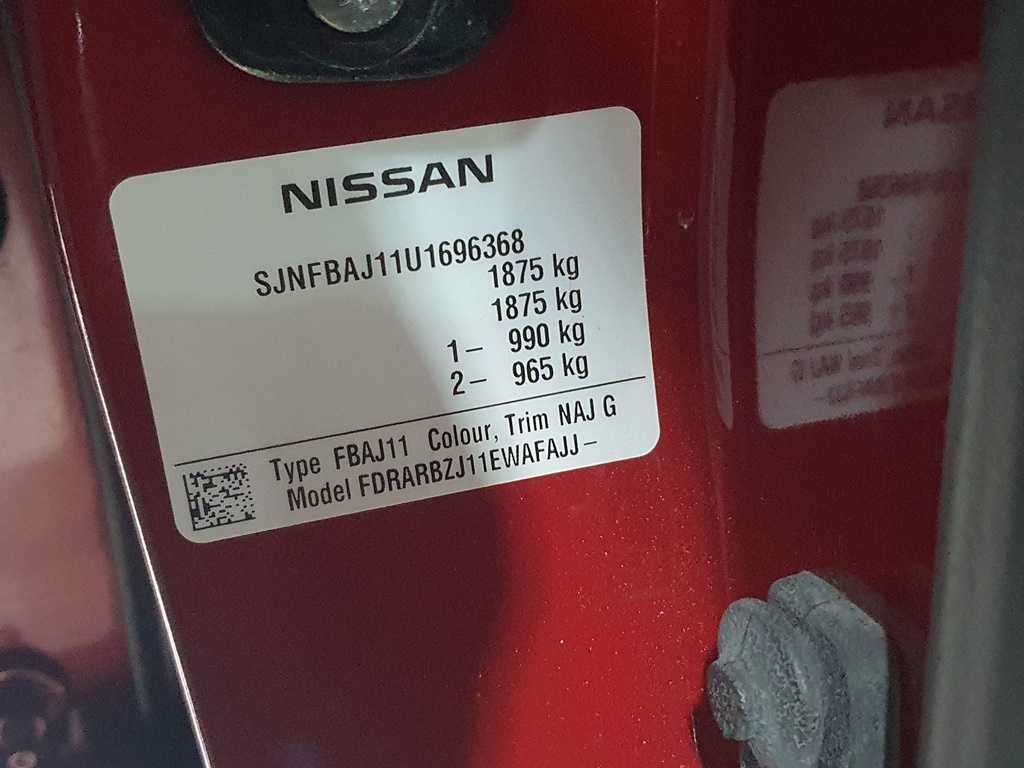 NISSAN
SJNFBAJ11U1696368
1875 kg
1875 kg
1– 990 kg
2– 965 kg
Type FBAJ11 Colour, Trim NAJ G
Model FDRARBZJ11EWAFAJJ–